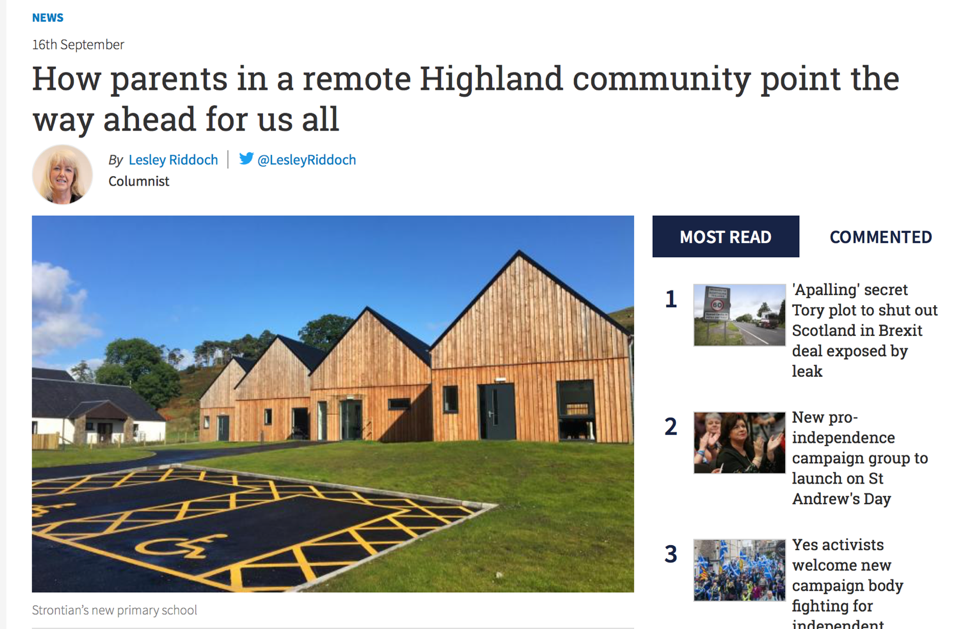 NEWS
16th September
How parents in a remote Highland community point the
way ahead for us all
By Lesley Riddoch
@LesleyRiddoch
Columnist
Strontian's new primary school
MOST READ
COMMENTED
1
'Apalling' secret
Tory plot to shut out
Scotland in Brexit
deal exposed by
leak
2
New pro-
independence
campaign group to
launch on St
Andrew's Day
3
Yes activists
welcome new
campaign body
fighting for
independent